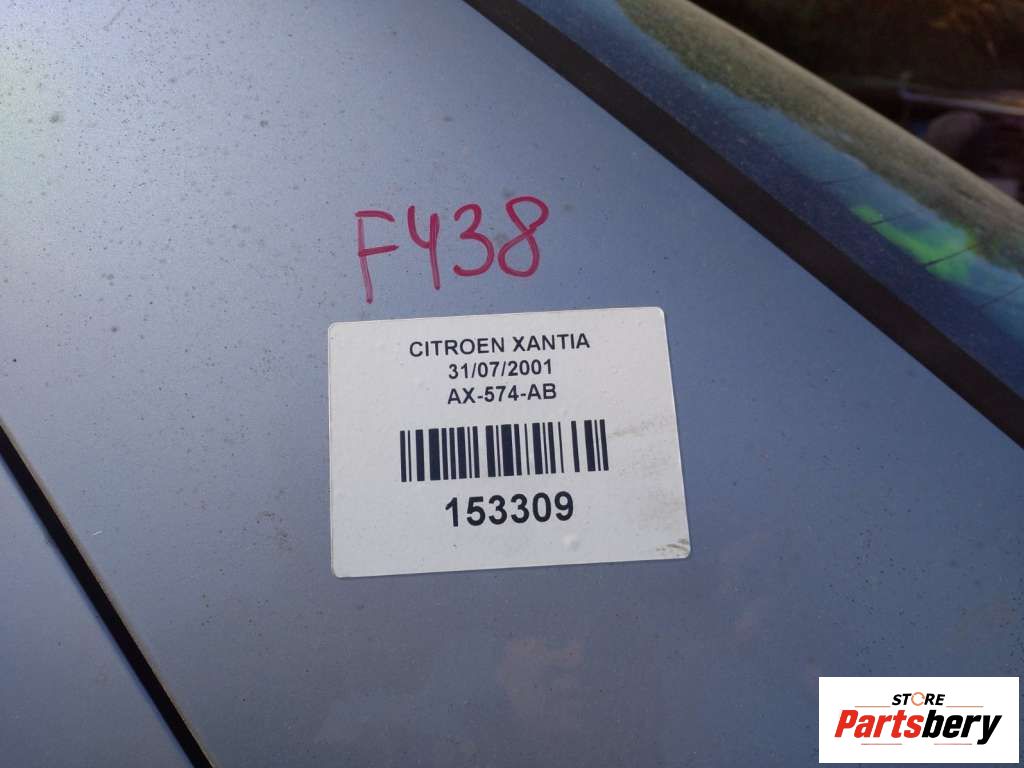 F438
CITROEN XANTIA
31/07/2001
AX-574-AB
153309
STORE
Partsbery